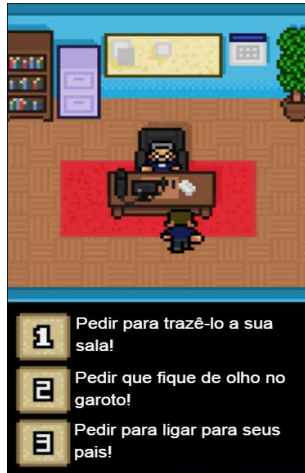 1 Pedir para trazê-lo a sua
sala!
2 Pedir que fique de olho no
garoto!
3 Pedir para ligar para seus
pais!